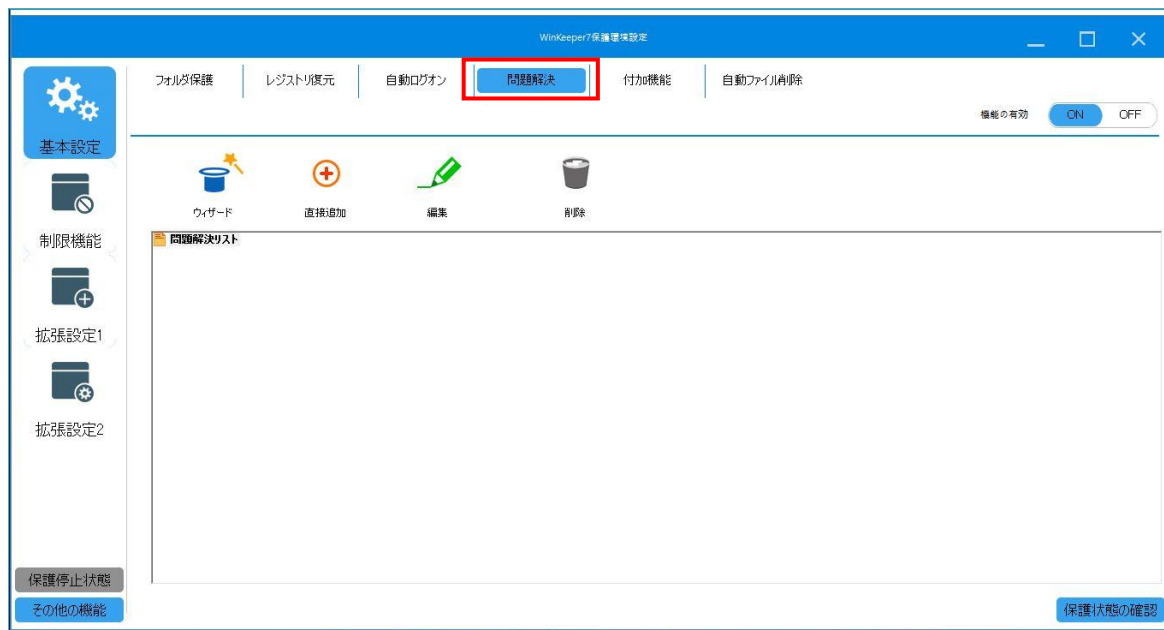 WinKeeper7保護環境設定
フォルダ保護
レジストリ復元
自動ログオン
問題解決
付加機能
自動ファイル削除
機能の有効
ON
OFF
基本設定
制限機能
拡張設定1
拡張設定2
ウィザード
直接追加
編集
削除
問題解決リスト
保護停止状態
その他の機能
保護状態の確認